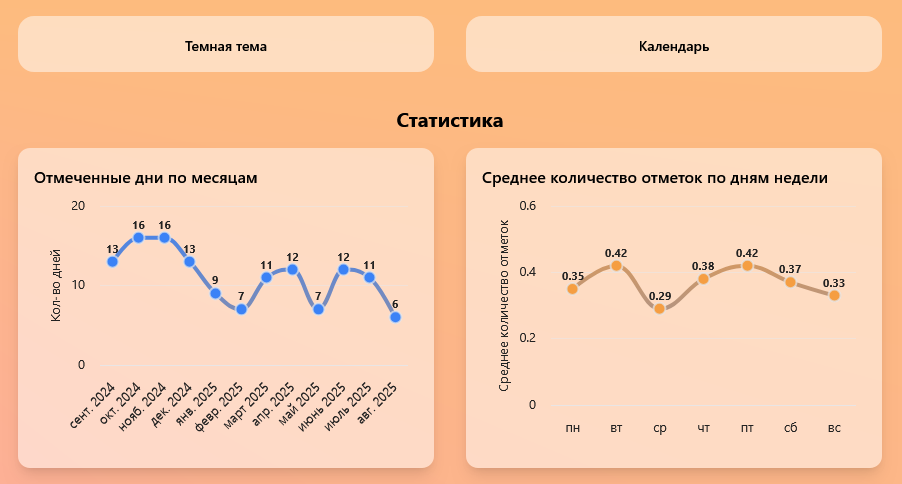 Темная тема
Календарь
Статистика
Отмеченные дни по месяцам
20
10
0
Кол-во дней
13
16
16
13
9
7
11
12
7
12
11
6
сент. 2024
окт. 2024
нояб. 2024
дек. 2024
янв. 2025
февр. 2025
март 2025
апр. 2025
май 2025
июнь 2025
июль 2025
авг. 2025
Среднее количество отметок по дням недели
0.6
0.4
0.2
0
Среднее количество отметок
0.35
0.42
0.29
0.38
0.42
0.37
0.33
пн
вт
ср
чт
пт
сб
вс